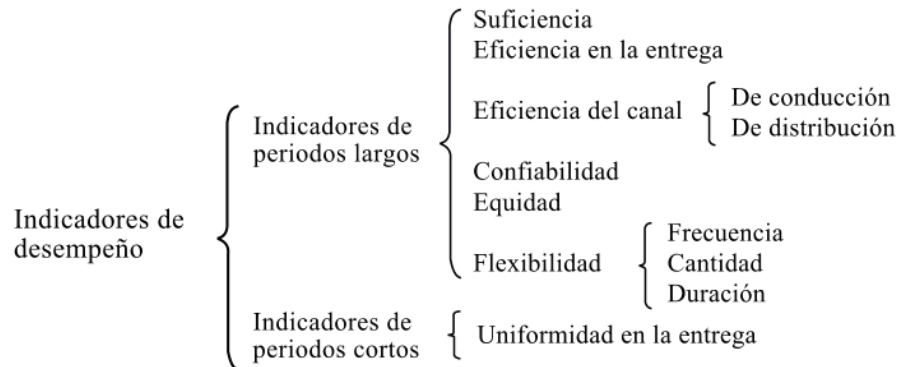 Indicadores de
desempeño
Indicadores de
periodos largos
Suficiencia
Eficiencia en la entrega
Eficiencia del canal
De conducción
De distribución
Confiabilidad
Equidad
Flexibilidad
Frecuencia
Cantidad
Duración
Indicadores de
periodos cortos
Uniformidad en la entrega